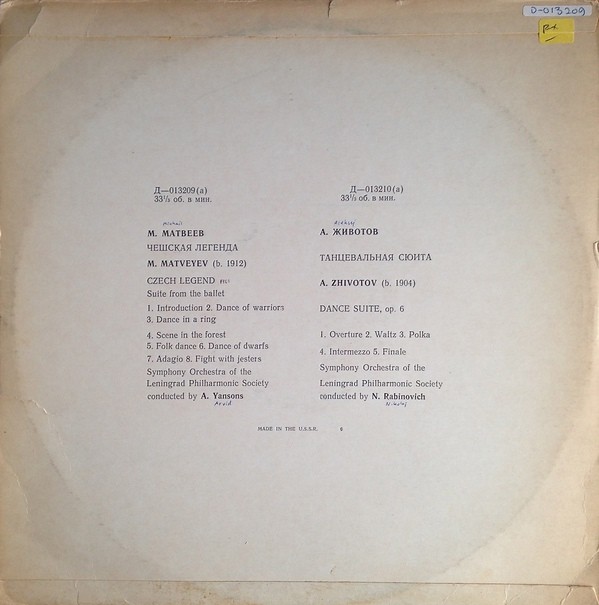 D-013209
Д—013209(а)
33⅓ об. в мин.
Michail
М. МАТВЕЕВ
ЧЕШСКАЯ ЛЕГЕНДА
M. MATVEYEV (b. 1912)
CZECH LEGEND
Suite from the ballet
1. Introduction 2. Dance of warriors
3. Dance in a ring
4. Scene in the forest
5. Folk dance 6. Dance of dwarfs
7. Adagio 8. Fight with jesters
Symphony Orchestra of the
Leningrad Philharmonic Society
conducted by A. Yansons
Arvid
Д—013210(а)
33⅓ об. в мин.
А. ЖИВОТОВ
ТАНЦЕВАЛЬНАЯ СЮИТА
A. ZHIVOTOV (b. 1904)
DANCE SUITE, op. 6
1. Overture 2. Waltz 3. Polka
4. Intermezzo 5. Finale
Symphony Orchestra of the
Leningrad Philharmonic Society
conducted by N. Rabinovich
Nikolaj
MADE IN THE U.S.S.R.